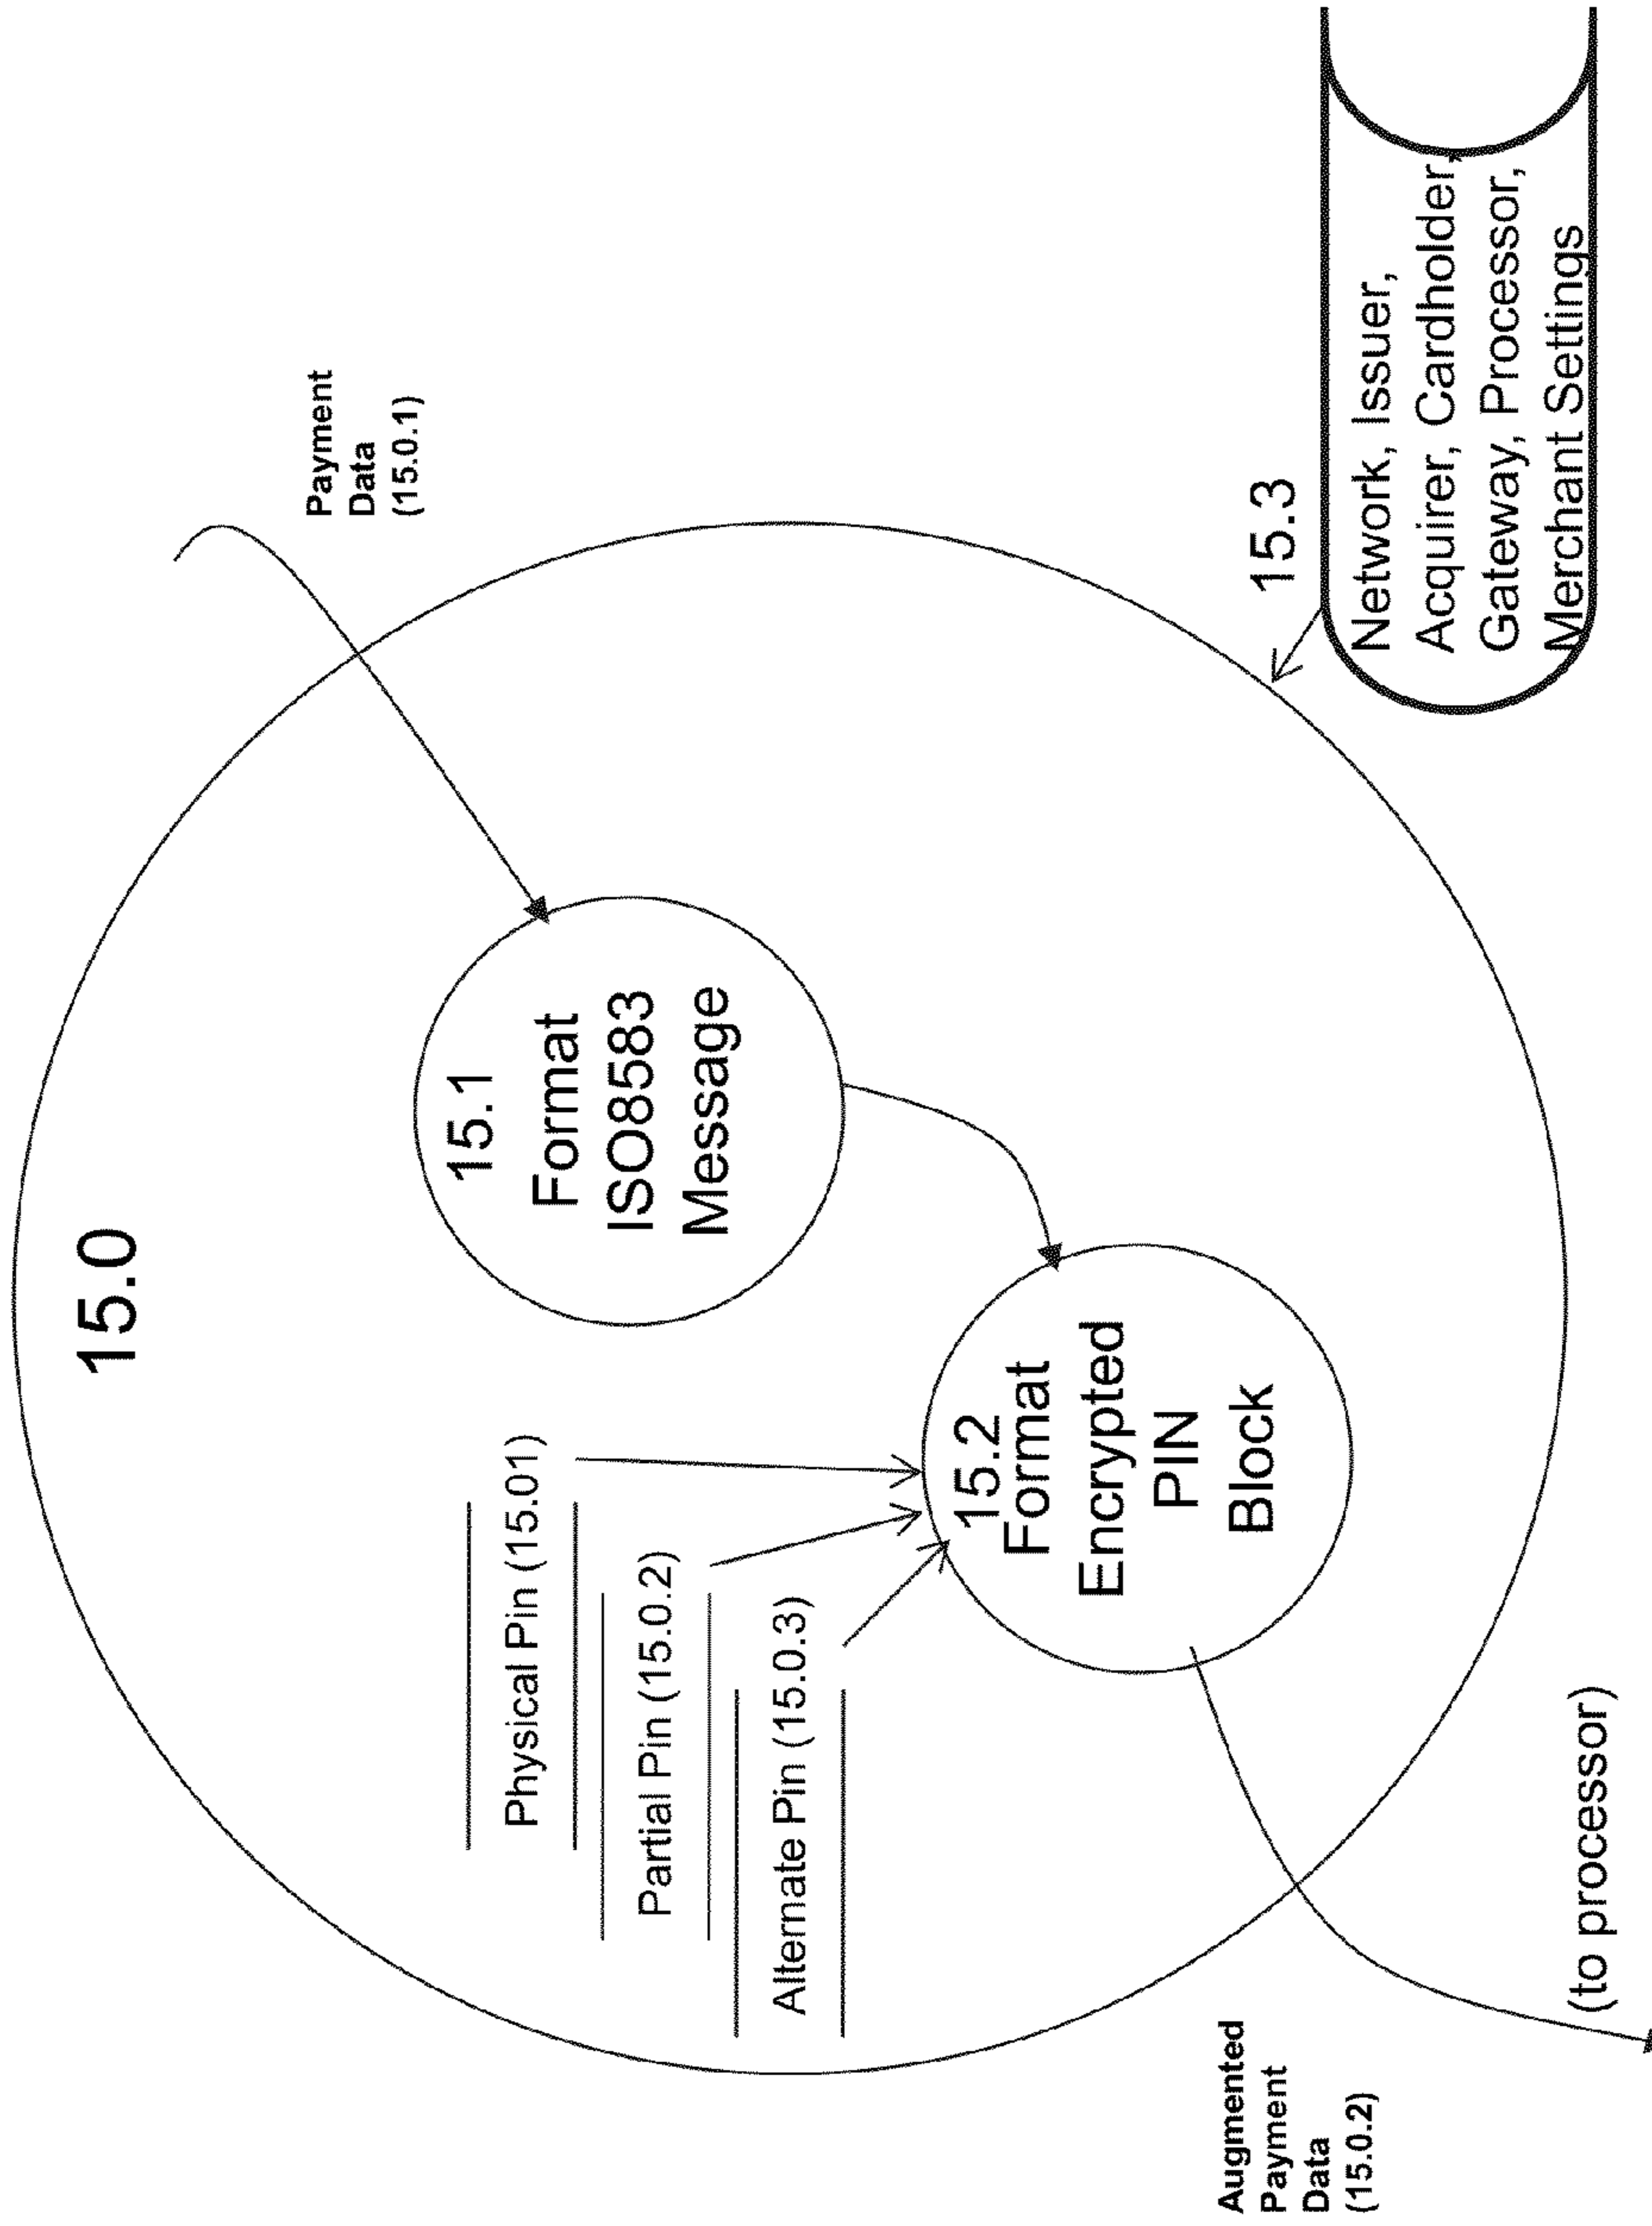 15.0
Payment
Data
(15.0.1)
15.1
Format
ISO8583
Message
Physical Pin (15.01)
Partial Pin (15.0.2)
Alternate Pin (15.0.3)
15.2
Format
Encrypted
PIN
Block
15.3
Network, Issuer,
Acquirer, Cardholder,
Gateway, Processor,
Merchant Settings
Augmented
Payment
Data
(15.0.2)
(to processor)